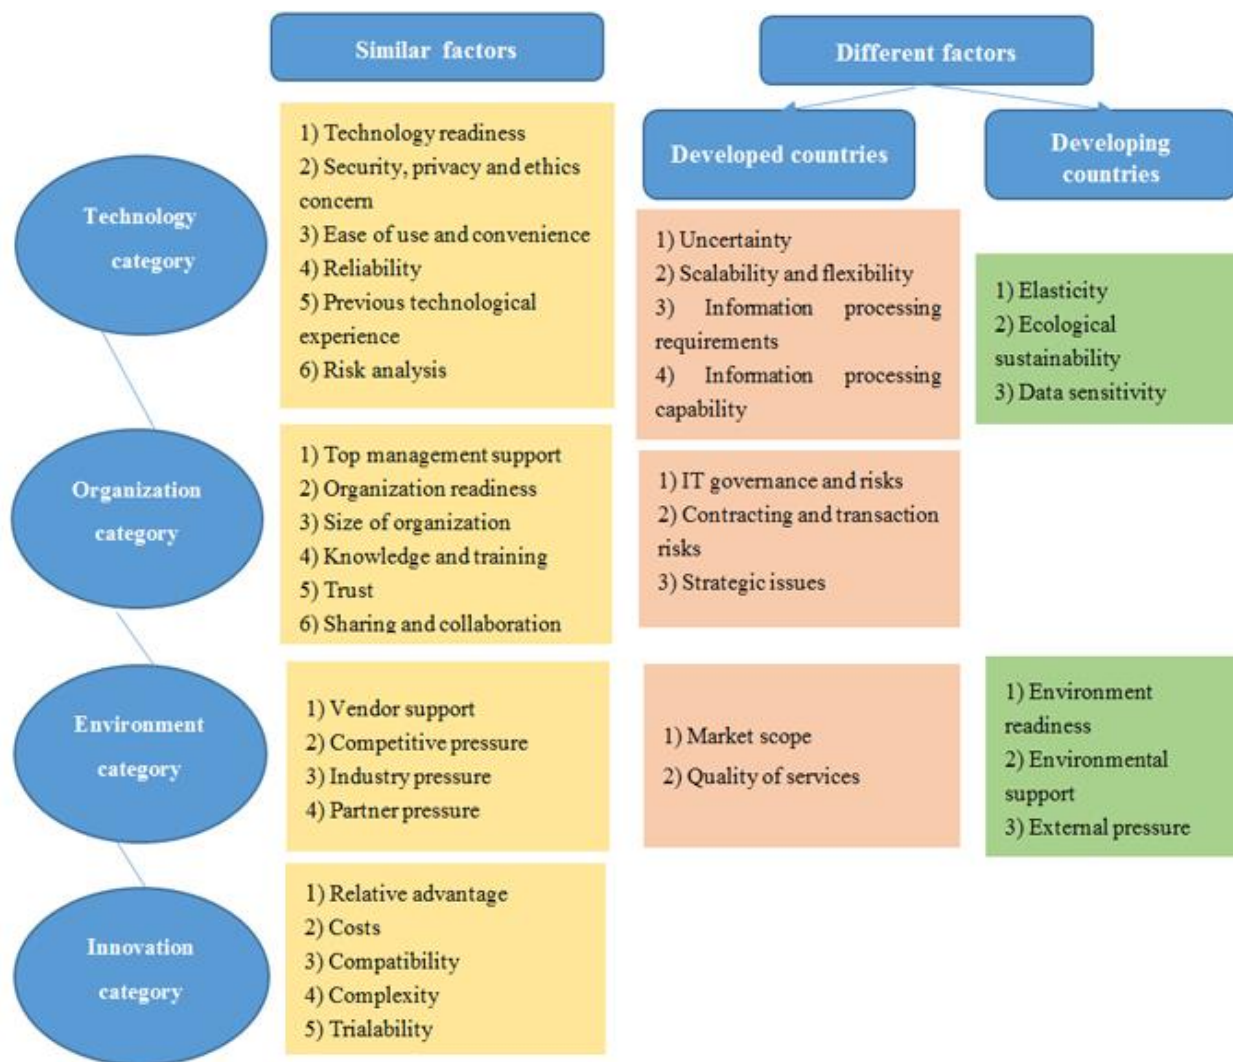 Similar factors
Different factors
Developed countries
Developing
countries
Technology
category
1) Technology readiness
2) Security, privacy and ethics
concern
3) Ease of use and convenience
4) Reliability
5) Previous technological
experience
6) Risk analysis
1) Uncertainty
2) Scalability and flexibility
3) Information processing
requirements
4) Information processing
capability
1) Elasticity
2) Ecological
sustainability
3) Data sensitivity
Organization
category
1) Top management support
2) Organization readiness
3) Size of organization
4) Knowledge and training
5) Trust
6) Sharing and collaboration
1) IT governance and risks
2) Contracting and transaction
risks
3) Strategic issues
Environment
category
1) Vendor support
2) Competitive pressure
3) Industry pressure
4) Partner pressure
1) Market scope
2) Quality of services
1) Environment
readiness
2) Environmental
support
3) External pressure
Innovation
category
1) Relative advantage
2) Costs
3) Compatibility
4) Complexity
5) Trialability